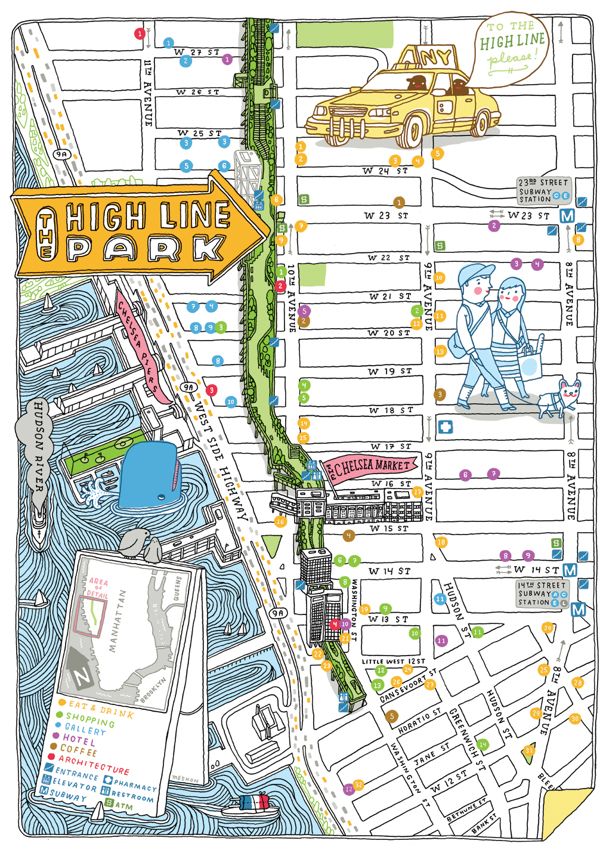 TO THE
HIGH LINE
please!
NY
W 27 ST
11TH AVENUE
W 26 ST
W 25 ST
9A
W 24 ST
23RD STREET
SUBWAY
STATION C E
W 23 ST
W 23 ST
M
THE HIGH LINE
PARK
W 22 ST
10TH AVENUE
9TH AVENUE
8TH AVENUE
W 21 ST
W 20 ST
CHELSEA PIERS
W 19 ST
9A
W 18 ST
WEST SIDE HIGHWAY
HUDSON RIVER
W 17 ST
CHELSEA MARKET
9TH AVENUE
8TH AVENUE
W 16 ST
W 15 ST
W 14 ST
W 14 ST
M
14TH STREET
SUBWAY A C
STATION E L
M
AREA
OF
DETAIL
MANHATTAN
QUEENS
BROOKLYN
N
9A
WASHINGTON ST
HUDSON ST
W 13 ST
LITTLE WEST 12 ST
GANSEVOORT ST
HORATIO ST
JANE ST
W 12 ST
BETHUNE ST
BANK ST
WASHINGTON ST
GREENWICH ST
HUDSON ST
8TH AVENUE
BLEE
EAT & DRINK
SHOPPING
GALLERY
HOTEL
COFFEE
ARCHITECTURE
ENTRANCE
PHARMACY
ELEVATOR
RESTROOM
M SUBWAY
$ ATM